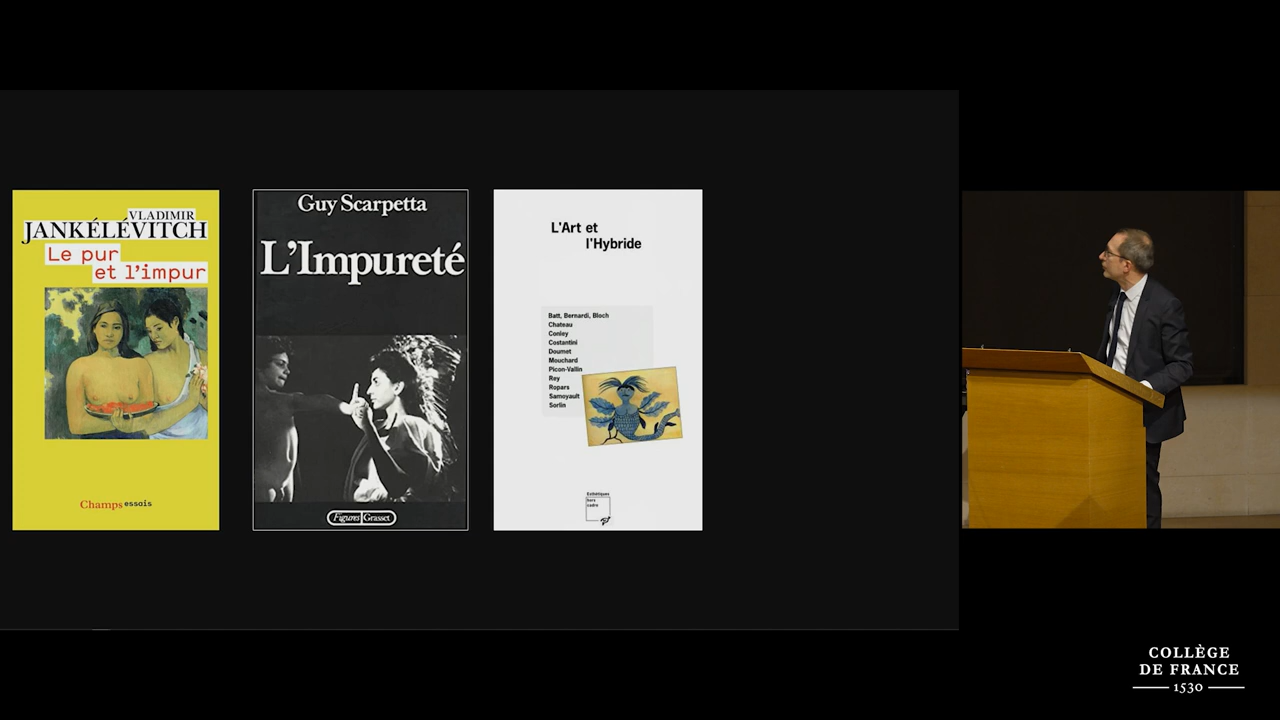 VLADIMIR
JANKÉLÉVITCH
Le pur
et l'impur
Champs essais
Guy Scarpetta
L'Impureté
Figures Grasset
L'Art et
l'Hybride
Batt, Bernardi, Bloch
Chateau
Conley
Costantini
Doumet
Mouchard
Picon-Vallin
Rey
Ropars
Samoyault
Sorlin
Esthétiques
hors
cadre
COLLÈGE
DE FRANCE
1530